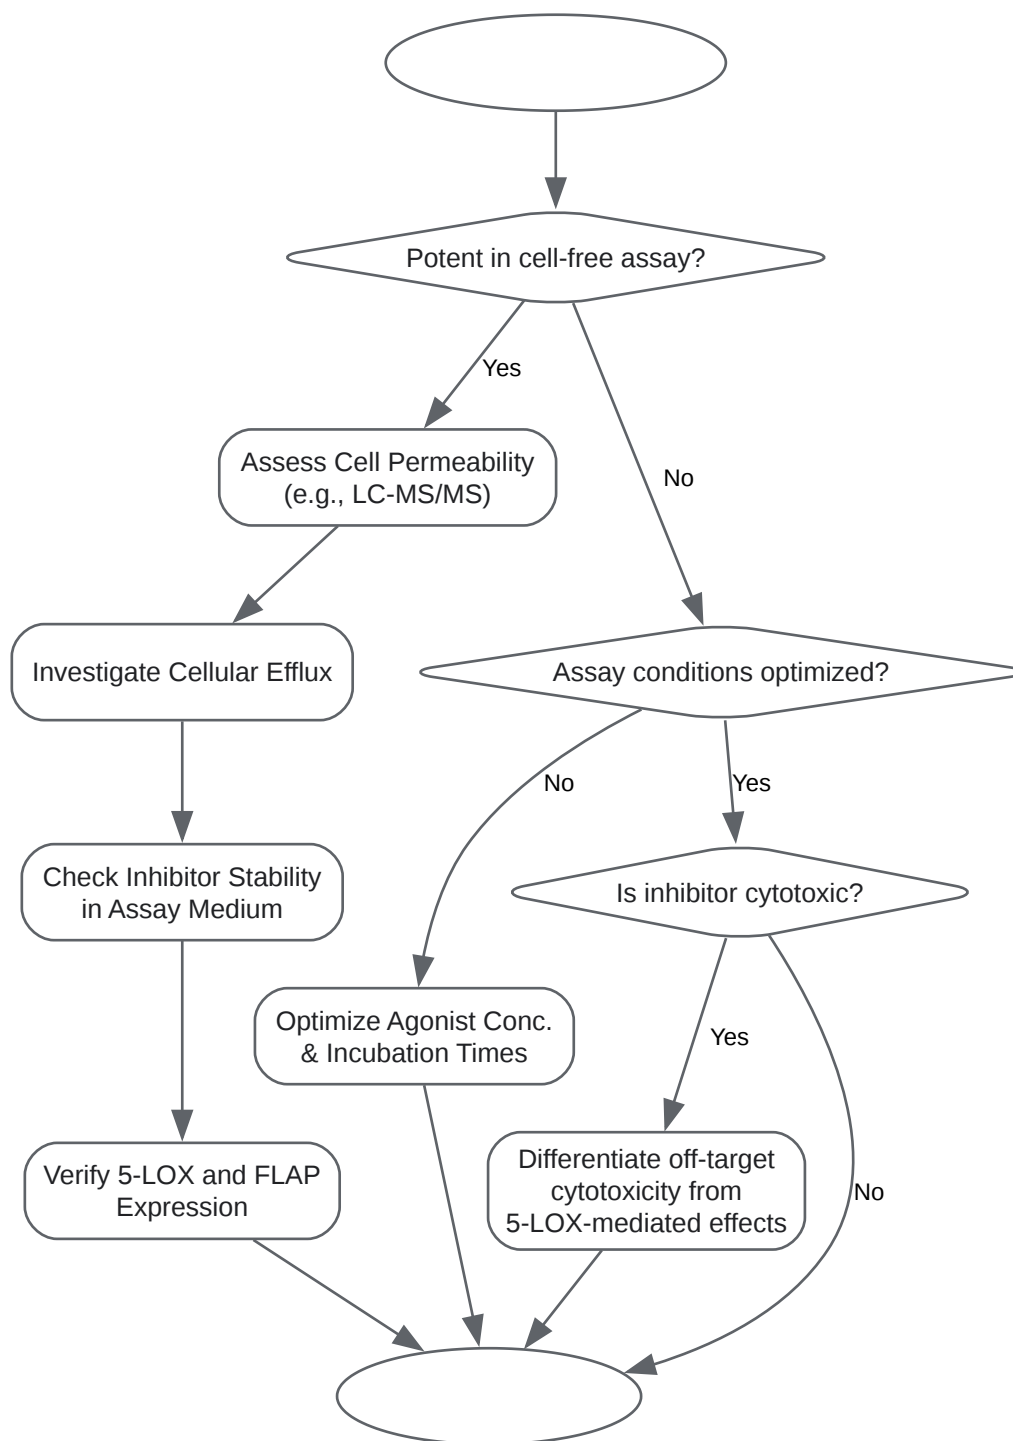 Potent in cell-free assay?
Yes
Assess Cell Permeability
(e.g., LC-MS/MS)
No
Investigate Cellular Efflux
Assay conditions optimized?
No
Yes
Check Inhibitor Stability
in Assay Medium
Is inhibitor cytotoxic?
Optimize Agonist Conc.
& Incubation Times
Yes
Verify 5-LOX and FLAP
Expression
Differentiate off-target
cytotoxicity from
5-LOX-mediated effects
No